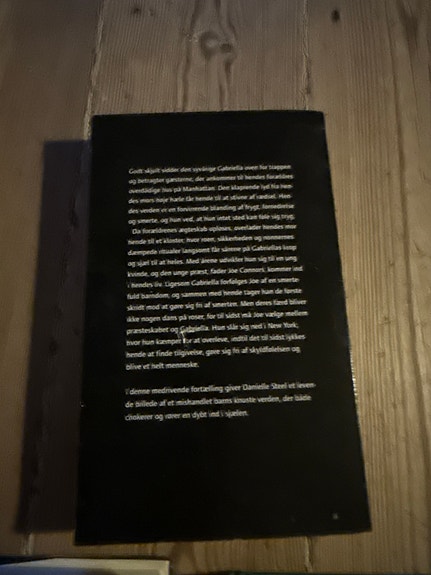 Godt skjult sidder den syvårige Gabriella oven for trappen
og betragter gæsterne, der ankommer til hendes forældres
overdådige hus på Manhattan. Den klaprende lyd fra hen-
des mors høje hæle får hende til at stivne af rædsel. Hen-
des verden er en forvirrende blanding af frygt, fornedrelse
og smerte, og hun ved, at hun intet sted kan føle sig tryg.
Da forældrenes ægteskab opløses, overlader hendes mor
hende til et kloster, hvor roen, sikkerheden og nonnernes
dæmpede ritualer langsomt får sårene på Gabriellas krop
og sjæl til at heles. Med årene udvikler hun sig til en ung
kvinde, og den unge præst, fader Joe Connors, kommer ind
i hendes liv. Ligesom Gabriella forfølges Joe af en smerte-
fuld barndom, og sammen med hende tager han de første
skridt mod at gøre sig fri af smerten. Men deres færd bliver
ikke nogen dans på roser, for til sidst må Joe vælge mellem
præsteskabet og Gabriella. Hun slår sig ned i New York,
hvor hun kæmper for at overleve, indtil det til sidst lykkes
hende at finde tilgivelse, gøre sig fri af skyldfølelsen og
blive et helt menneske.
I denne medrivende fortælling giver Danielle Steel et leven-
de billede af et mishandlet barns knuste verden, der både
chokerer og rører en dybt ind i sjælen.